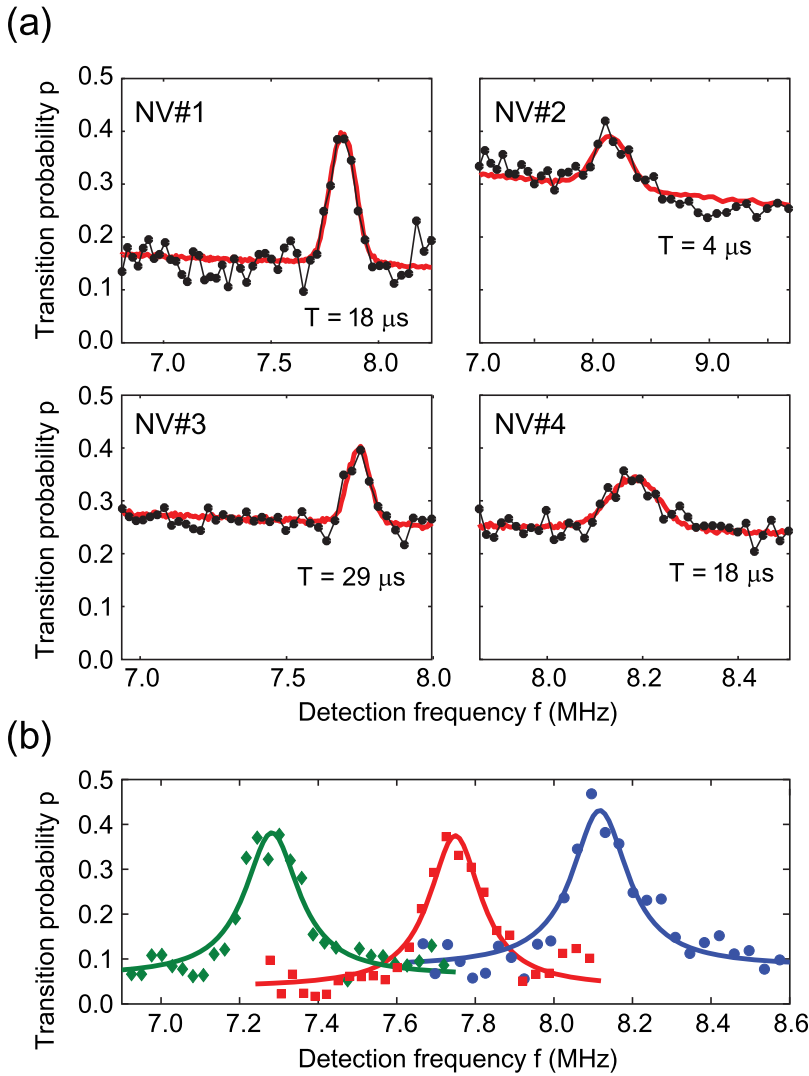 (a)
Transition probability p
0.5
0.4
0.3
0.2
0.1
0.0
NV#1
T = 18 μs
7.0 7.5 8.0
NV#2
T = 4 μs
7.0 8.0 9.0
Transition probability p
0.5
0.4
0.3
0.2
0.1
0.0
NV#3
T = 29 μs
7.0 7.5 8.0
NV#4
T = 18 μs
8.0 8.2 8.4
Detection frequency f (MHz)
(b)
Transition probability p
0.5
0.4
0.3
0.2
0.1
0.0
7.0 7.2 7.4 7.6 7.8 8.0 8.2 8.4 8.6
Detection frequency f (MHz)